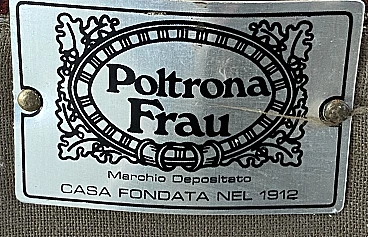 Poltrona
Frau
Marchio Depositato
CASA FONDATA NEL 1912